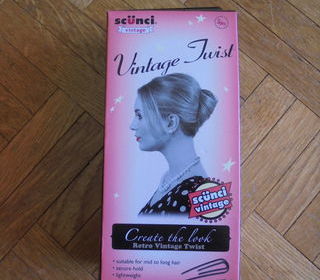 scünci®
vintage
Vintage Twist
scünci
vintage
Create the look
Retro Vintage Twist
• suitable for mid to long hair
• secure hold
• lightweight